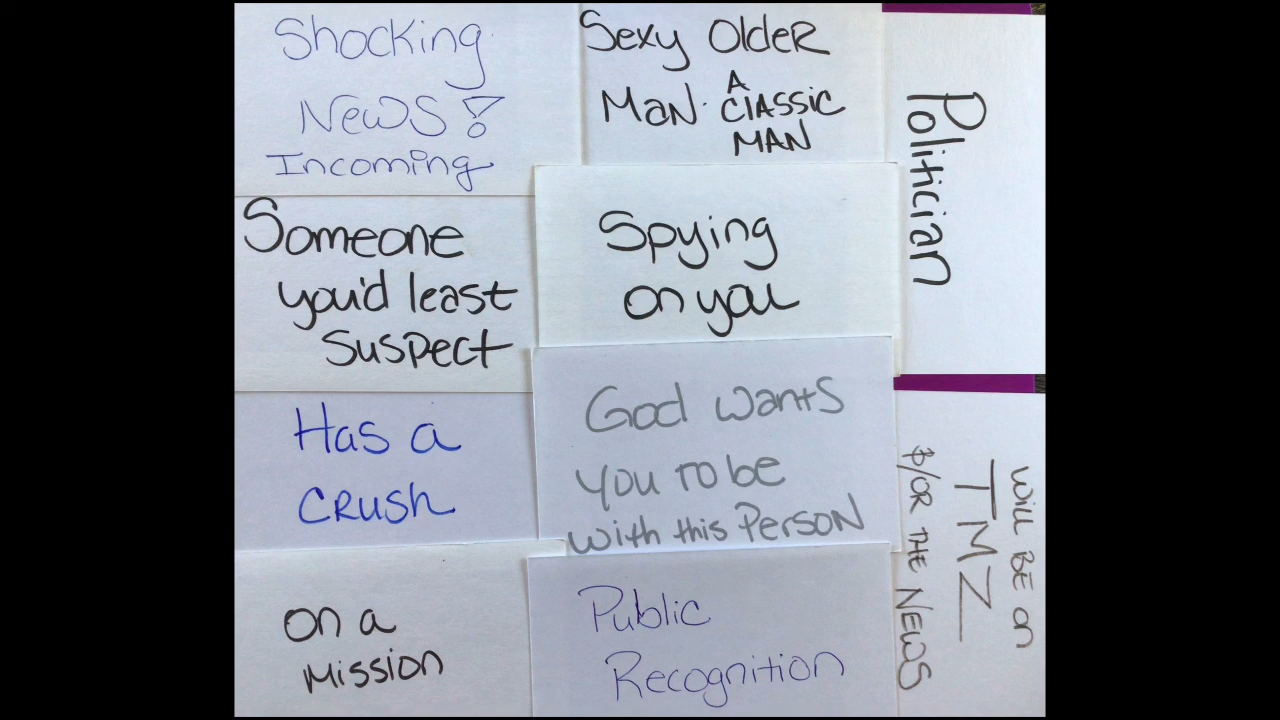 Shocking
News!
Incoming
Sexy Older
Man. A
Classic
Man
Politician
Someone
you'd least
suspect
Spying
on you
Has a
Crush
God wants
you to be
with this Person
will be on
TMZ
$/or the News
on a
mission
Public
Recognition